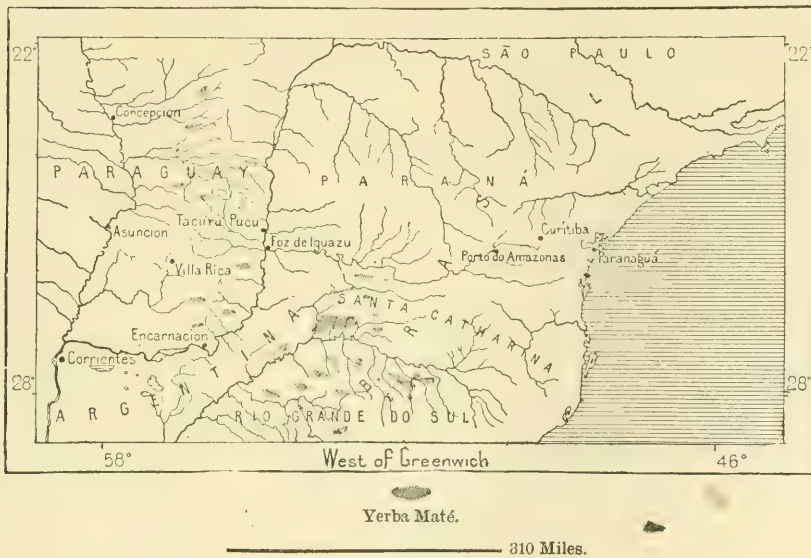 22°
22°
SÃO PAULO
Concepcion
PARAGUAY
PARANÁ
Asuncion
Tacurú Pucu
Foz de Iguazu
Curitiba
Porto do Amazonas
Paranaguá
Villa Rica
SANTA CATHARINA
Encarnacion
Corrientes
BRASIL
ARGENTINA
28°
28°
RIO GRANDE DO SUL
58°
West of Greenwich
46°
Yerba Maté.
310 Miles.